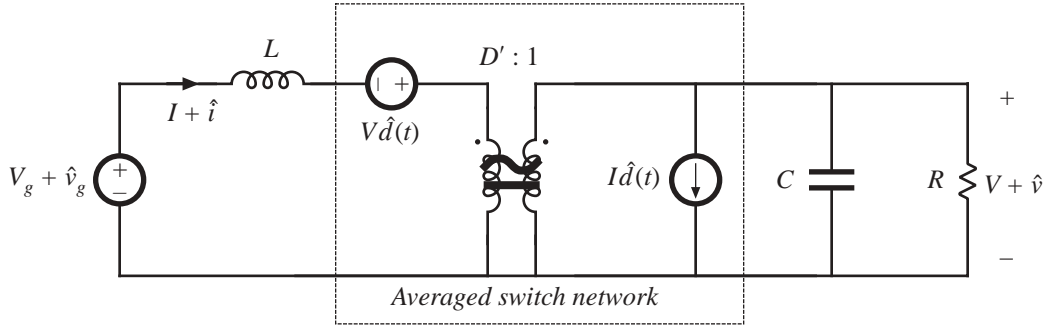 L
D′ : 1
I + î
− +
Vd̂(t)
+
V_g + v̂_g
+
−
Id̂(t)
C
R
V + v̂
−
Averaged switch network